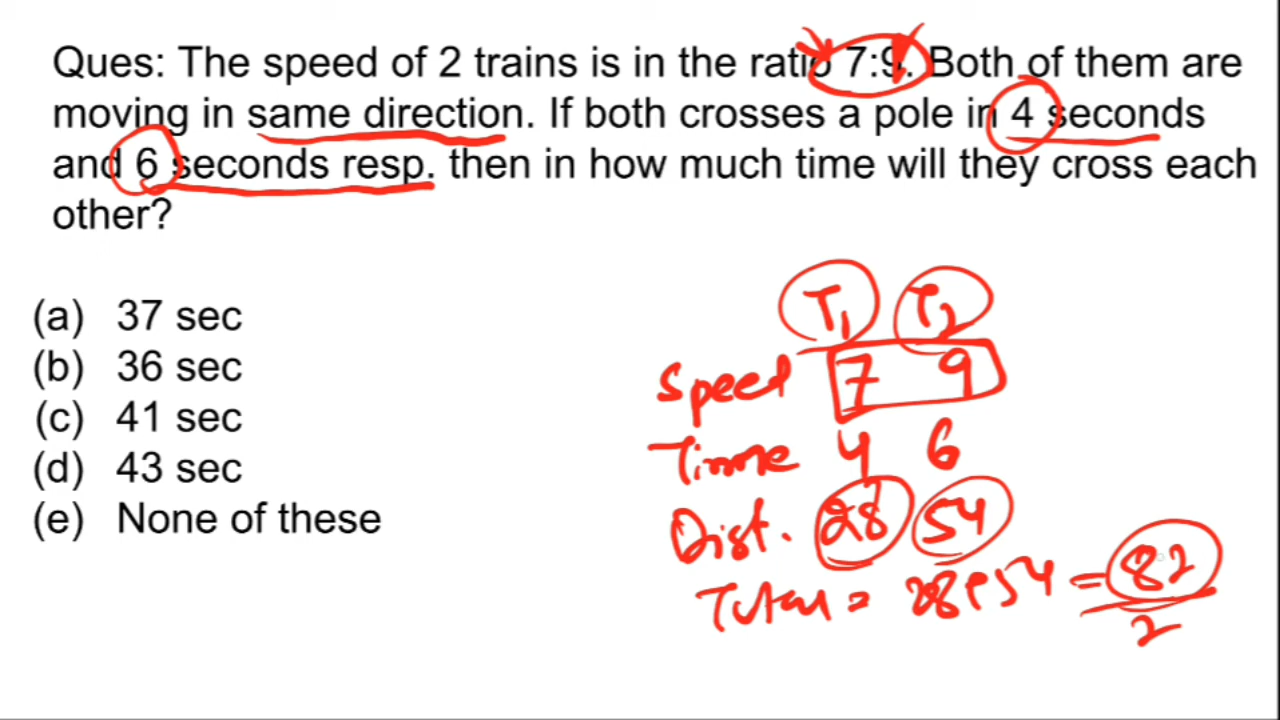 Ques: The speed of 2 trains is in the ratio 7:9. Both of them are
moving in same direction. If both crosses a pole in 4 seconds
and 6 seconds resp. then in how much time will they cross each
other?
(a) 37 sec
(b) 36 sec
(c) 41 sec
(d) 43 sec
(e) None of these
T1 T2
Speed 7 9
Time 4 6
Dist. 28 54
Total = 28+54 = 82
2